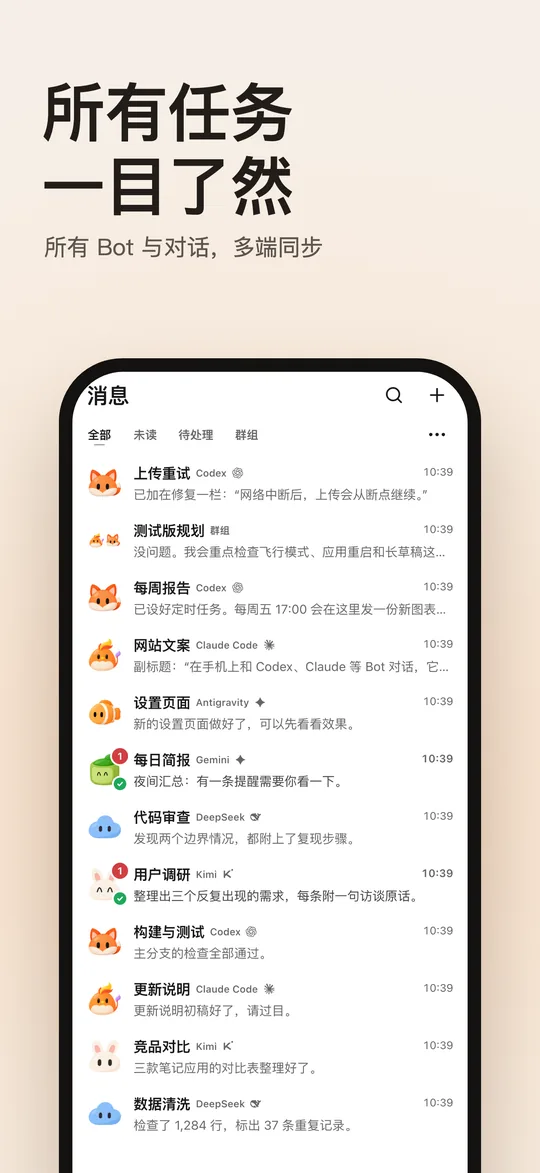 所有任务
一目了然
所有 Bot 与对话，多端同步
消息
全部 未读 待处理 群组
上传重试 Codex 10:39
已加在修复一栏：“网络中断后，上传会从断点继续。”
测试版规划 群组 10:39
没问题。我会重点检查飞行模式、应用重启和长草稿这...
每周报告 Codex 10:39
已设好定时任务。每周五 17:00 会在这里发一份新图表...
网站文案 Claude Code 10:39
副标题：“在手机上和 Codex、Claude 等 Bot 对话，它...
设置页面 Antigravity 10:39
新的设置页面做好了，可以先看看效果。
1 每日简报 Gemini 10:39
夜间汇总：有一条提醒需要你看一下。
代码审查 DeepSeek 10:39
发现两个边界情况，都附上了复现步骤。
1 用户调研 Kimi 10:39
整理出三个反复出现的需求，每条附一句访谈原话。
构建与测试 Codex 10:39
主分支的检查全部通过。
更新说明 Claude Code 10:39
更新说明初稿好了，请过目。
竞品对比 Kimi 10:39
三款笔记应用的对比表整理好了。
数据清洗 DeepSeek 10:39
检查了 1,284 行，标出 37 条重复记录。